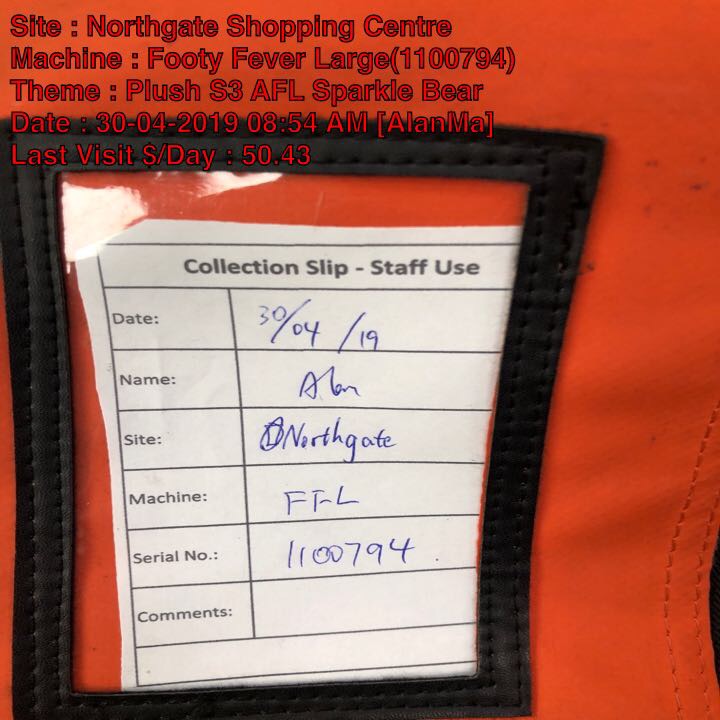 Site : Northgate Shopping Centre
Machine : Footy Fever Large(1100794)
Theme : Plush S3 AFL Sparkle Bear
Date : 30-04-2019 08:54 AM [AlanMa]
Last Visit $/Day : 50.43
Collection Slip - Staff Use
Date: 30/04/19
Name: Alan
Site: Northgate
Machine: FFL
Serial No.: 1100794.
Comments: